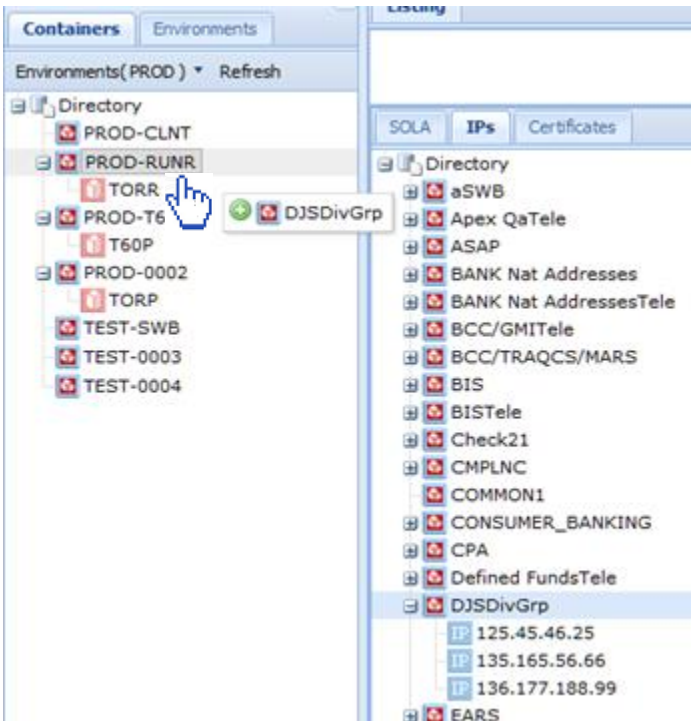 Containers Environments
Environments( PROD ) Refresh
Directory
PROD-CLNT
PROD-RUNR
TORR
PROD-T6
T60P
PROD-0002
TORP
TEST-SWB
TEST-0003
TEST-0004
DJSDivGrp
Listing
SOLA IPs Certificates
Directory
aSWB
Apex QaTele
ASAP
BANK Nat Addresses
BANK Nat AddressesTele
BCC/GMITele
BCC/TRAQCS/MARS
BIS
BISTele
Check21
CMPLNC
COMMON1
CONSUMER_BANKING
CPA
Defined FundsTele
DJSDivGrp
IP 125.45.46.25
IP 135.165.56.66
IP 136.177.188.99
EARS